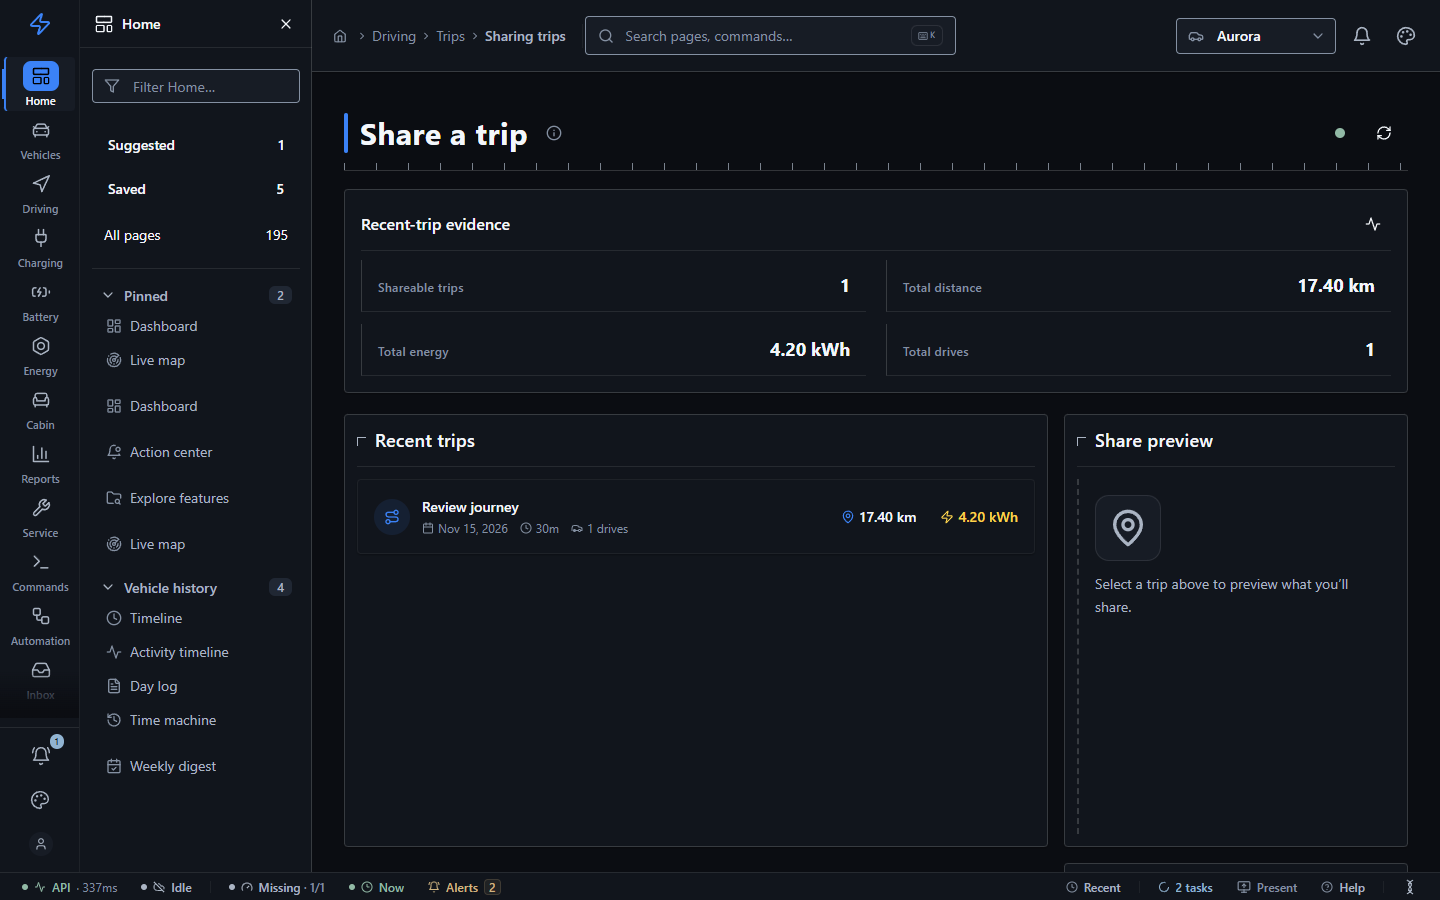 Home
Vehicles
Driving
Charging
Battery
Energy
Cabin
Reports
Service
Commands
Automation
Inbox
1
Home
Filter Home...
Suggested 1
Saved 5
All pages 195
Pinned 2
Dashboard
Live map
Dashboard
Action center
Explore features
Live map
Vehicle history 4
Timeline
Activity timeline
Day log
Time machine
Weekly digest
Driving Trips Sharing trips
Search pages, commands... K
Aurora
Share a trip
Recent-trip evidence
Shareable trips 1
Total distance 17.40 km
Total energy 4.20 kWh
Total drives 1
Recent trips
Review journey
Nov 15, 2026 30m 1 drives
17.40 km 4.20 kWh
Share preview
Select a trip above to preview what you'll
share.
API · 337ms Idle Missing · 1/1 Now Alerts 2
Recent 2 tasks Present Help